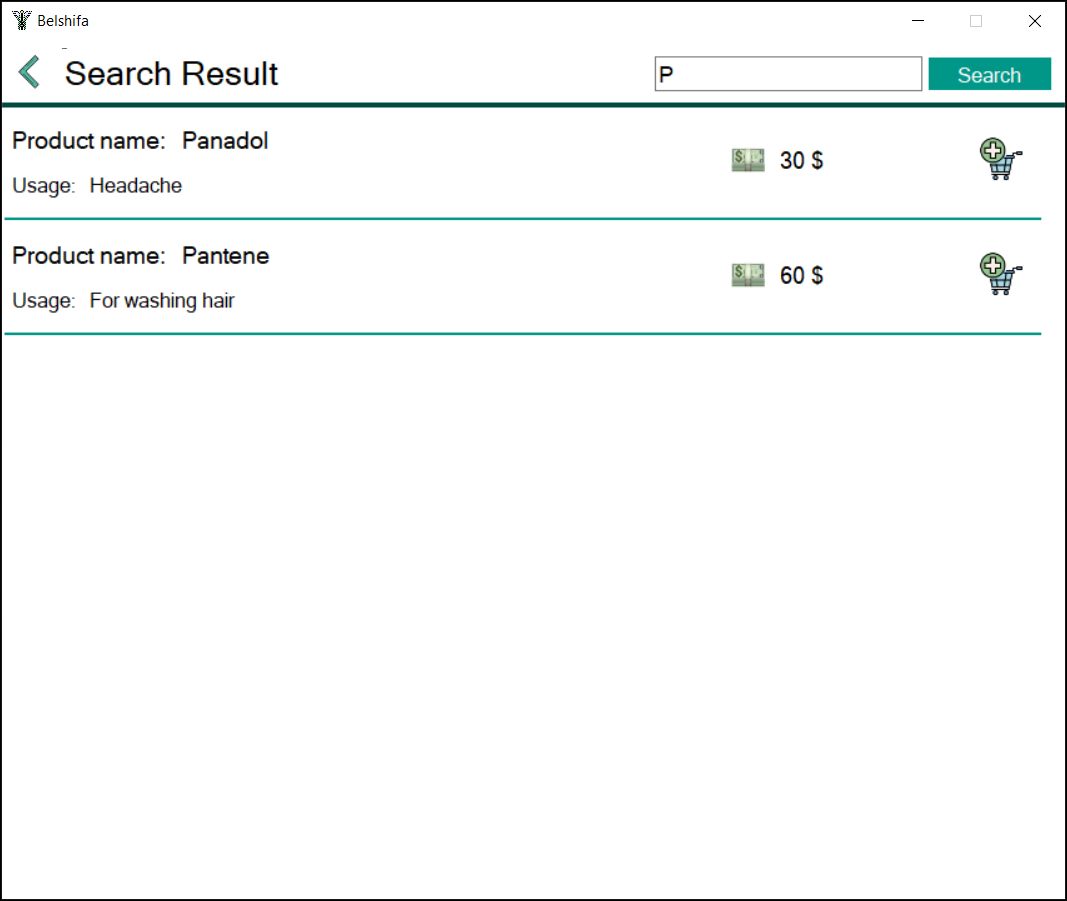 Belshifa
Search Result
P
Search
Product name: Panadol
30 $
Usage: Headache
Product name: Pantene
60 $
Usage: For washing hair